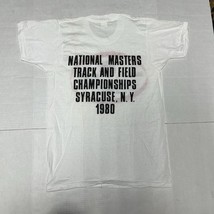 NATIONAL MASTERS
TRACK AND FIELD
CHAMPIONSHIPS
SYRACUSE, N.Y.
1980